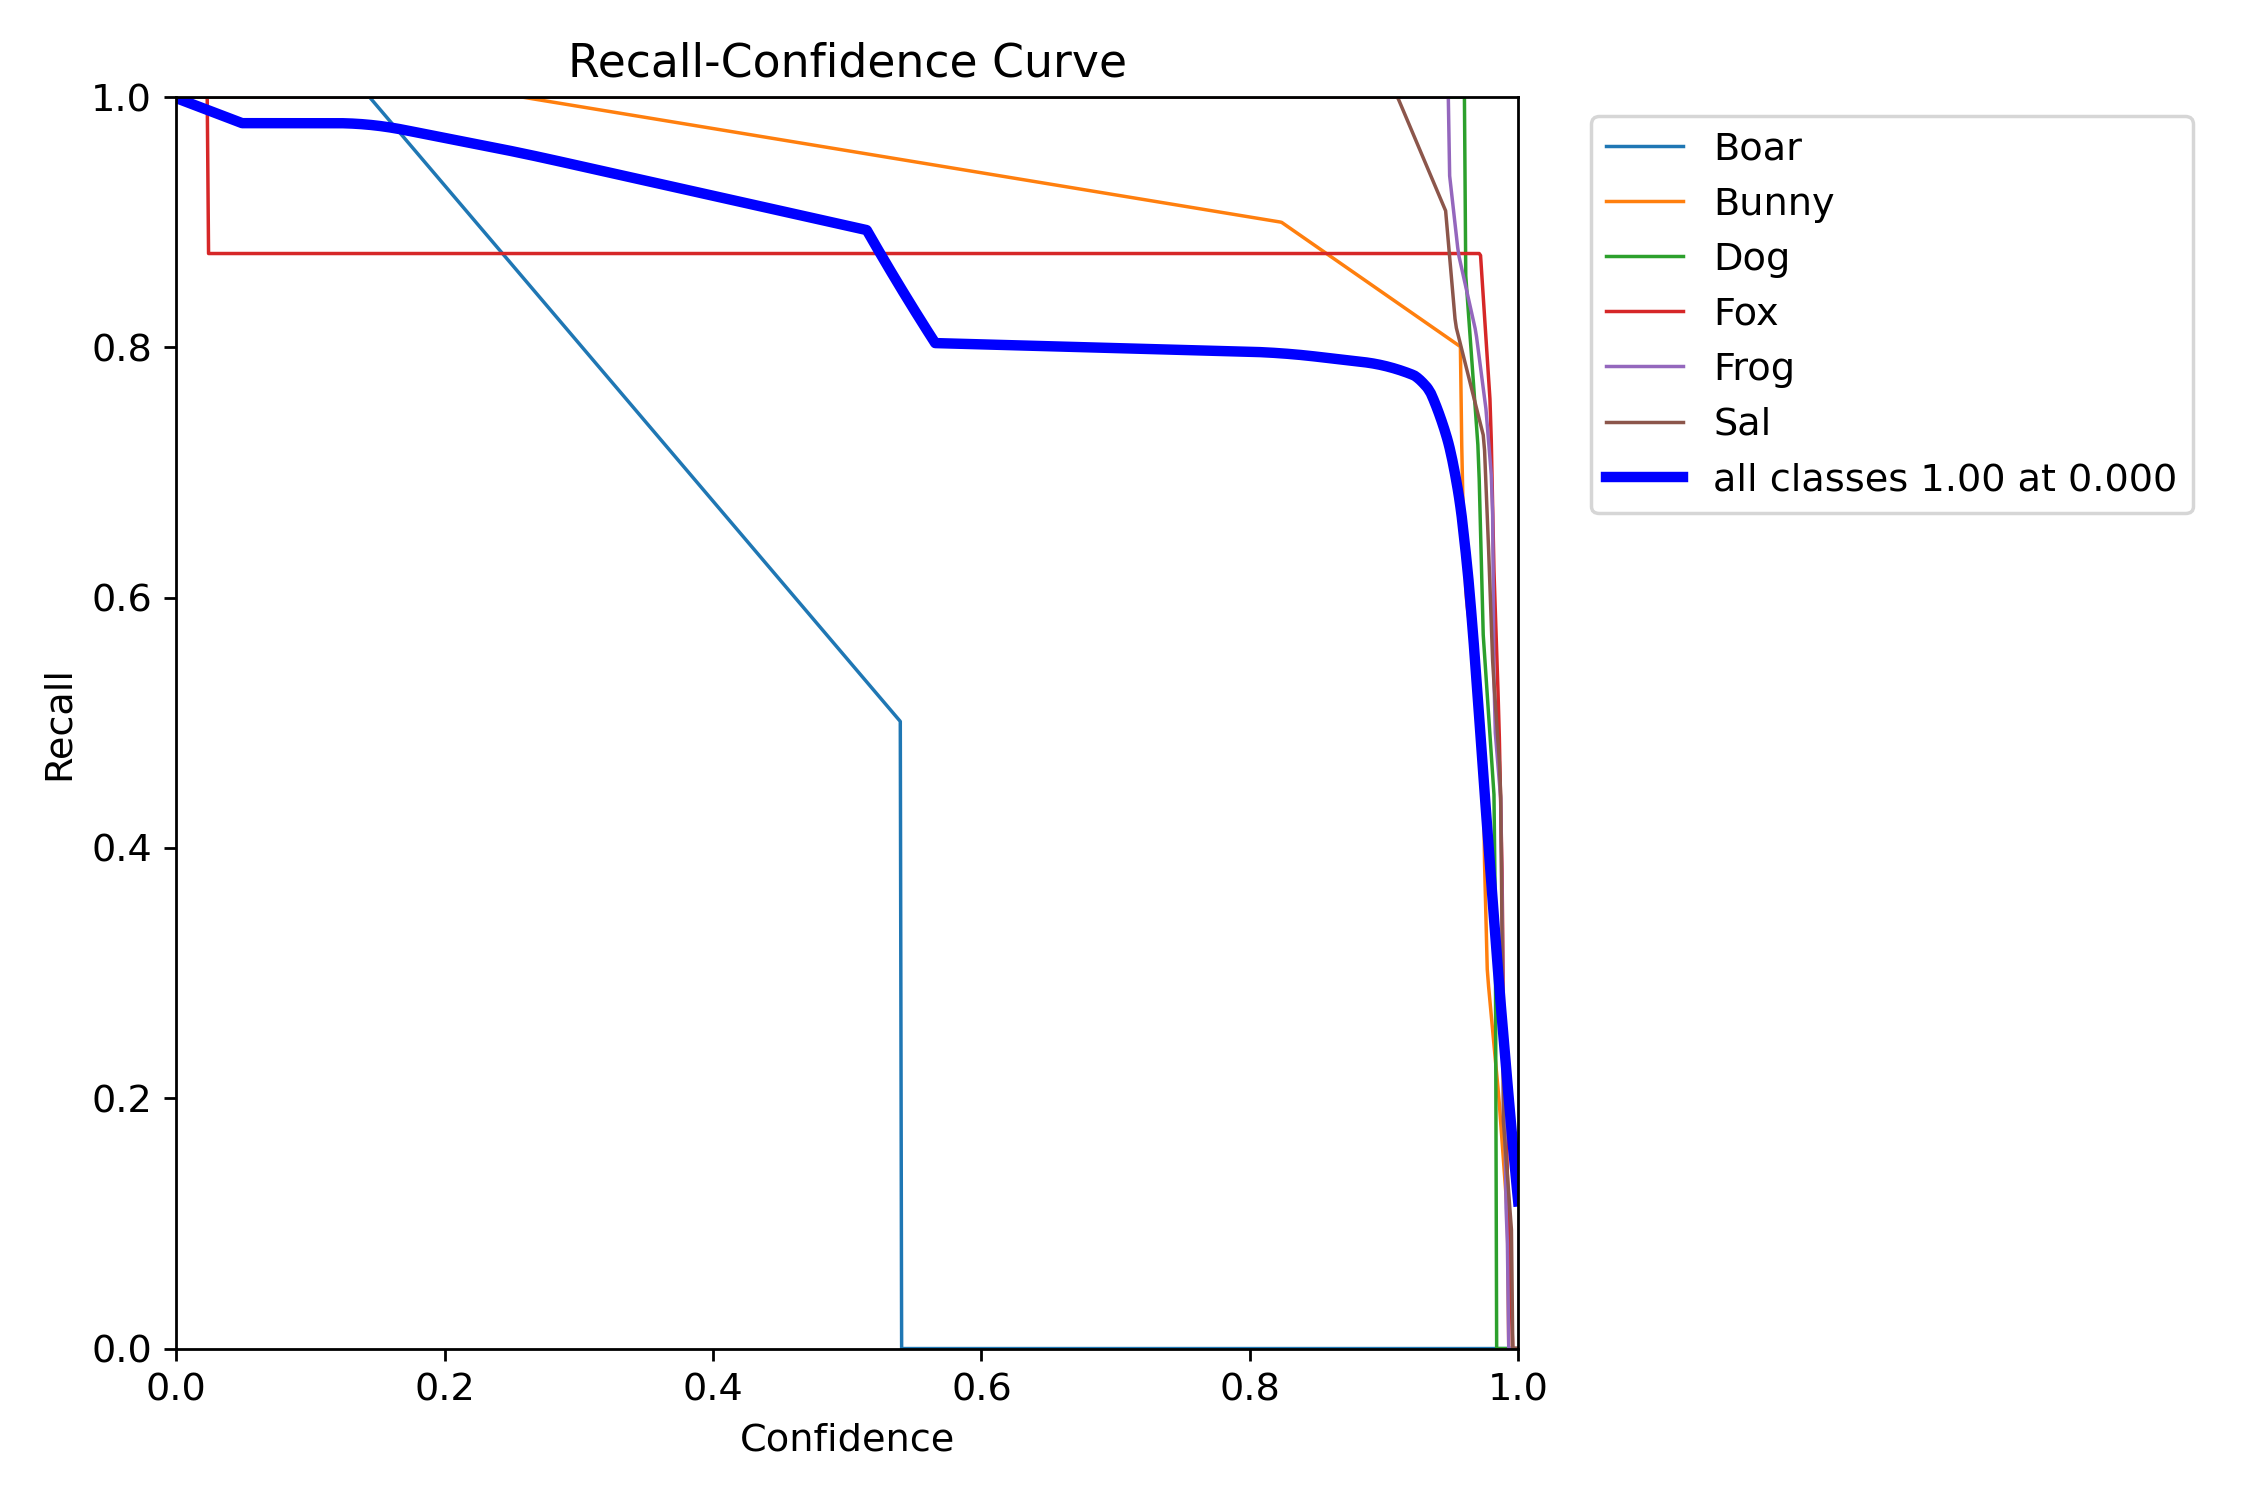 Recall-Confidence Curve
1.0
0.8
0.6
0.4
0.2
0.0
Recall
0.0 0.2 0.4 0.6 0.8 1.0
Confidence
Boar
Bunny
Dog
Fox
Frog
Sal
all classes 1.00 at 0.000